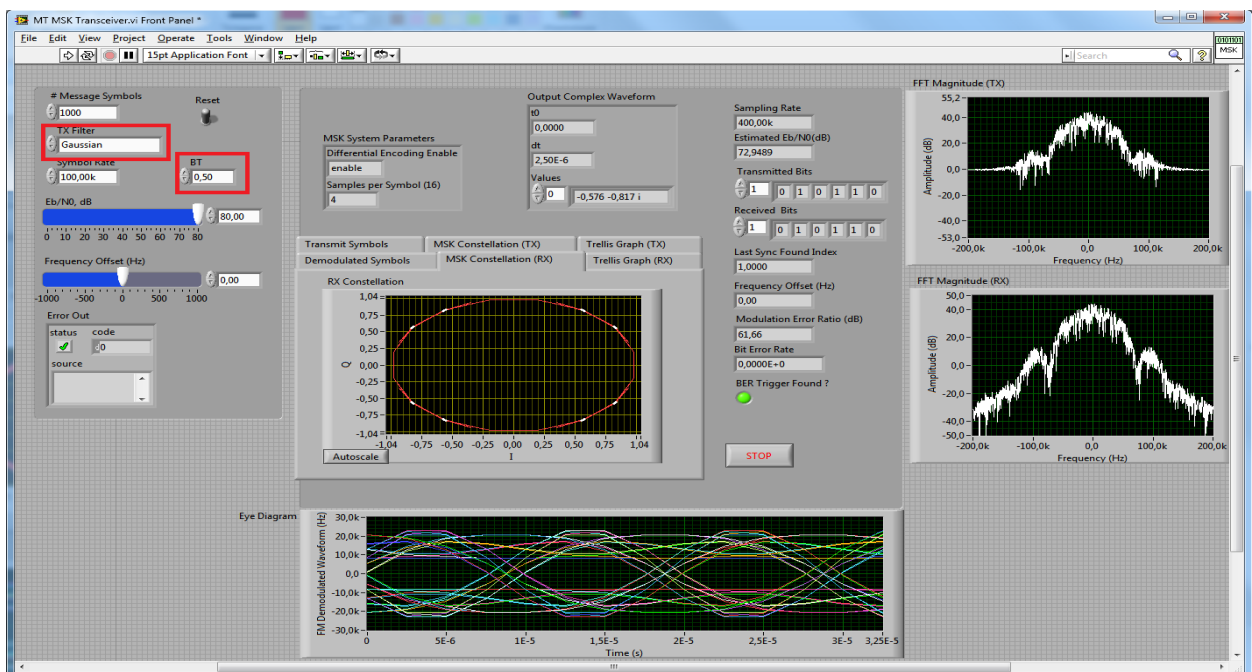 MT MSK Transceiver.vi Front Panel *
File Edit View Project Operate Tools Window Help
15pt Application Font
Search
0101101
MSK
# Message Symbols
1000
Reset
TX Filter
Gaussian
Symbol Rate
100,00k
BT
0,50
Eb/N0, dB
80,00
0 10 20 30 40 50 60 70 80
Frequency Offset (Hz)
0,00
-1000 -500 0 500 1000
Error Out
status code
0
source
MSK System Parameters
Differential Encoding Enable
enable
Samples per Symbol (16)
4
Output Complex Waveform
t0
0,0000
dt
2,50E-6
Values
0 -0,576 -0,817 i
Transmit Symbols MSK Constellation (TX) Trellis Graph (TX)
Demodulated Symbols MSK Constellation (RX) Trellis Graph (RX)
RX Constellation
1,04
0,75
0,50
0,25
0,00
-0,25
-0,50
-0,75
-1,04
Q
-1,04 -0,75 -0,50 -0,25 0,00 0,25 0,50 0,75 1,04
I
Autoscale
Sampling Rate
400,00k
Estimated Eb/N0(dB)
72,9489
Transmitted Bits
1 0 1 0 1 1 0
Received Bits
1 0 1 0 1 1 0
Last Sync Found Index
1,0000
Frequency Offset (Hz)
0,00
Modulation Error Ratio (dB)
61,66
Bit Error Rate
0,0000E+0
BER Trigger Found ?
STOP
Eye Diagram
FM Demodulated Waveform (Hz)
30,0k
20,0k
10,0k
0,0
-10,0k
-20,0k
-30,0k
0 5E-6 1E-5 1,5E-5 2E-5 2,5E-5 3E-5 3,25E-5
Time (s)
FFT Magnitude (TX)
Amplitude (dB)
55,2
40,0
20,0
0,0
-20,0
-40,0
-53,0
-200,0k -100,0k 0,0 100,0k 200,0k
Frequency (Hz)
FFT Magnitude (RX)
Amplitude (dB)
50,0
40,0
20,0
0,0
-20,0
-40,0
-50,0
-200,0k -100,0k 0,0 100,0k 200,0k
Frequency (Hz)